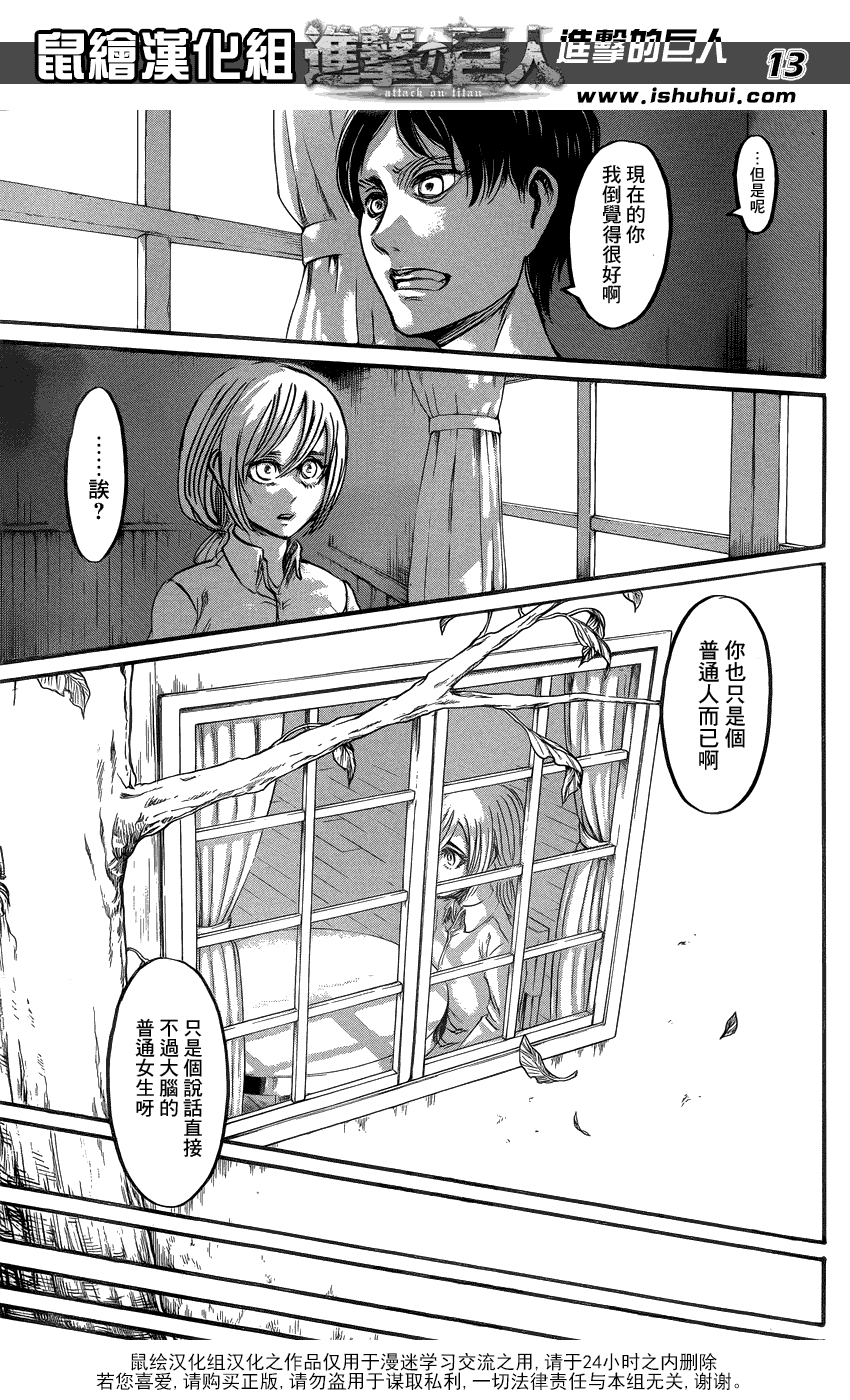 鼠繪漢化組
進撃の巨人
attack on titan
進擊的巨人
13
www.ishuhui.com
…但是呢
現在的你
我倒覺得很好啊
……誒?
你也只是個
普通人而已啊
只是個說話直接
不過大腦的
普通女生呀
鼠绘汉化组汉化之作品仅用于漫迷学习交流之用,请于24小时之内删除
若您喜爱,请购买正版,请勿盗用于谋取私利,一切法律责任与本组无关,谢谢。